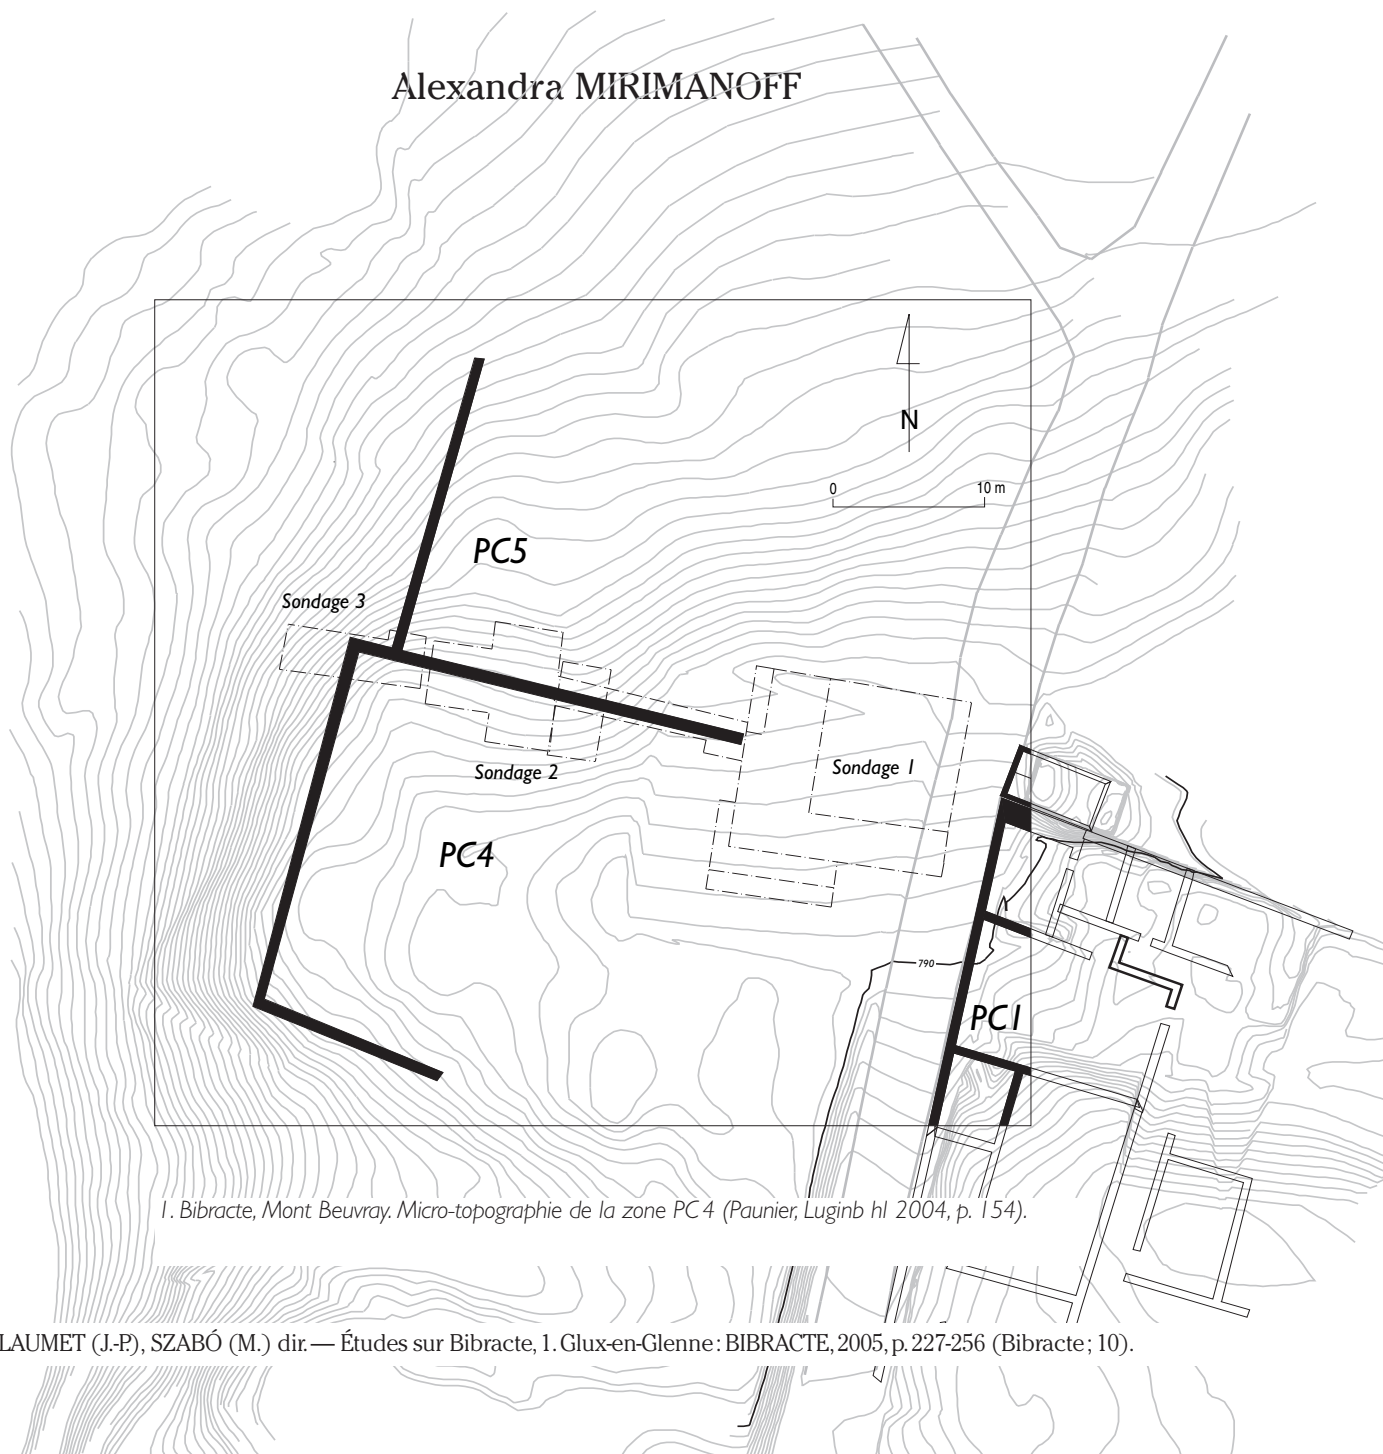 Alexandra MIRIMANOFF
N
0 10 m
PC5
Sondage 3
Sondage 2
Sondage 1
PC4
790
PC1
1. Bibracte, Mont Beuvray. Micro-topographie de la zone PC 4 (Paunier, Luginb hl 2004, p. 154).
LAUMET (J.-P.), SZABÓ (M.) dir. — Études sur Bibracte, 1. Glux-en-Glenne : BIBRACTE, 2005, p. 227-256 (Bibracte ; 10).